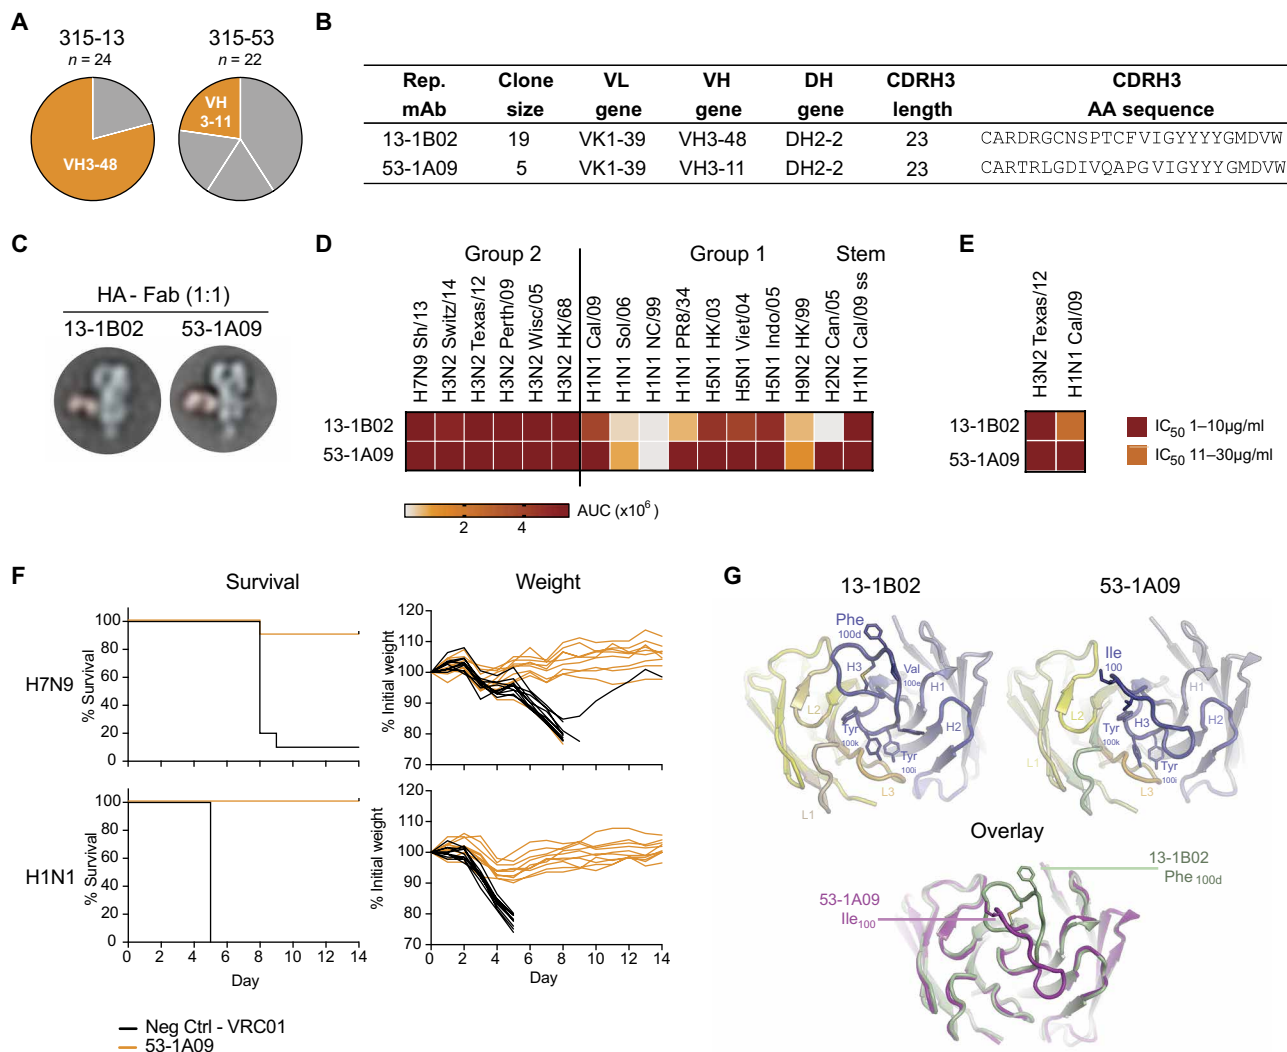 A
315-13
n = 24
VH3-48
315-53
n = 22
VH
3-11
B
Rep. mAb Clone size VL gene VH gene DH gene CDRH3 length CDRH3 AA sequence
13-1B02 19 VK1-39 VH3-48 DH2-2 23 CARDRGCNSPTCFVIGYYYYGMDVW
53-1A09 5 VK1-39 VH3-11 DH2-2 23 CARTRLGDIVQAPGVIGYYYGMDVW
C
HA - Fab (1:1)
13-1B02 53-1A09
D
Group 2 Group 1 Stem
H7N9 Sh/13
H3N2 Switz/14
H3N2 Texas/12
H3N2 Perth/09
H3N2 Wisc/05
H3N2 HK/68
H1N1 Cal/09
H1N1 Sol/06
H1N1 NC/99
H1N1 PR8/34
H5N1 HK/03
H5N1 Viet/04
H5N1 Indo/05
H9N2 HK/99
H2N2 Can/05
H1N1 Cal/09 ss
13-1B02
53-1A09
AUC (x10⁶)
2 4
E
H3N2 Texas/12
H1N1 Cal/09
13-1B02
53-1A09
IC50 1–10µg/ml
IC50 11–30µg/ml
F
Survival
Weight
H7N9
% Survival
100
80
60
40
20
0
% Initial weight
120
110
100
90
80
70
H1N1
% Survival
100
80
60
40
20
0
0 2 4 6 8 10 12 14
Day
% Initial weight
120
110
100
90
80
70
0 2 4 6 8 10 12 14
Day
Neg Ctrl - VRC01
53-1A09
G
13-1B02
Phe
100d
H3
Val
100e
H1
L2
H2
Tyr
100k
Tyr
100i
L3
L1
53-1A09
Ile
100
H1
L2
H3
H2
Tyr
100k
Tyr
100i
L1
L3
Overlay
13-1B02
Phe 100d
53-1A09
Ile100